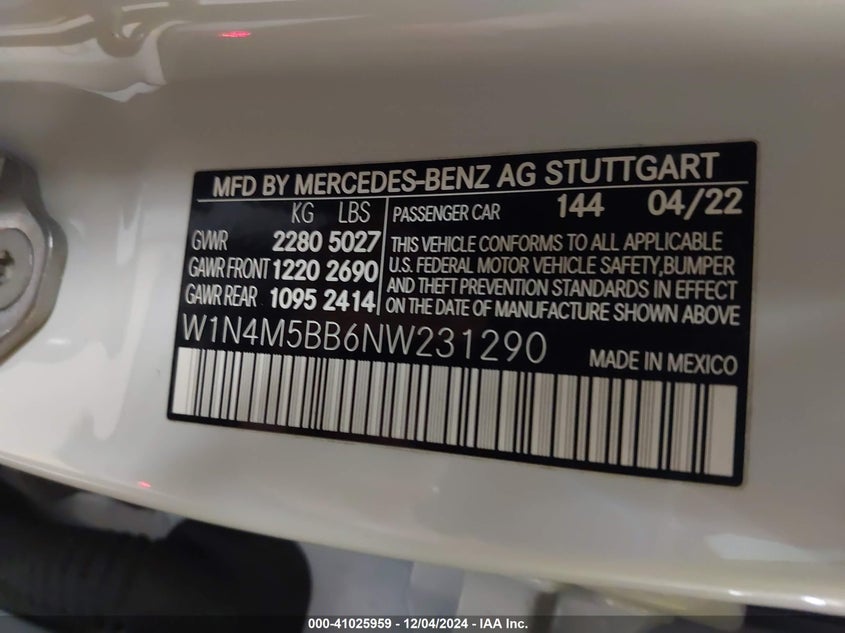 MFD BY MERCEDES-BENZ AG STUTTGART
KG LBS
GVWR 2280 5027
GAWR FRONT 1220 2690
GAWR REAR 1095 2414
PASSENGER CAR 144 04/22
THIS VEHICLE CONFORMS TO ALL APPLICABLE
U.S. FEDERAL MOTOR VEHICLE SAFETY,BUMPER
AND THEFT PREVENTION STANDARDS IN EFFECT
ON THE DATE OF MANUFACTURE SHOWN ABOVE
W1N4M5BB6NW231290
MADE IN MEXICO
000-41025959 - 12/04/2024 - IAA Inc.